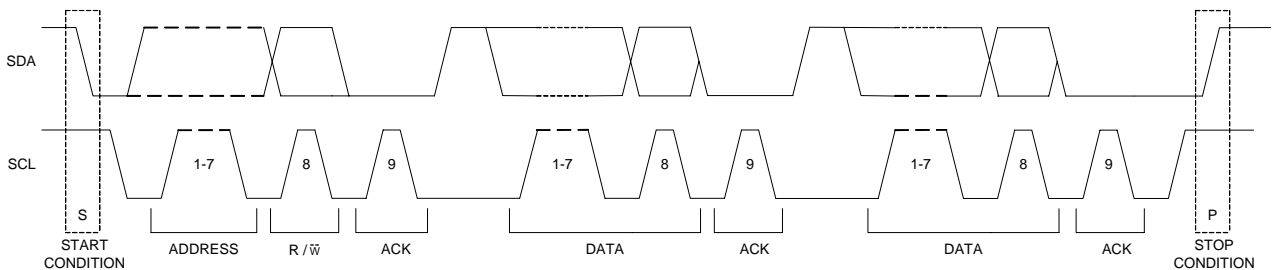 SDA
SCL
1-7
8
9
1-7
8
9
1-7
8
9
S
P
START
CONDITION
ADDRESS
R / W̅
ACK
DATA
ACK
DATA
ACK
STOP
CONDITION